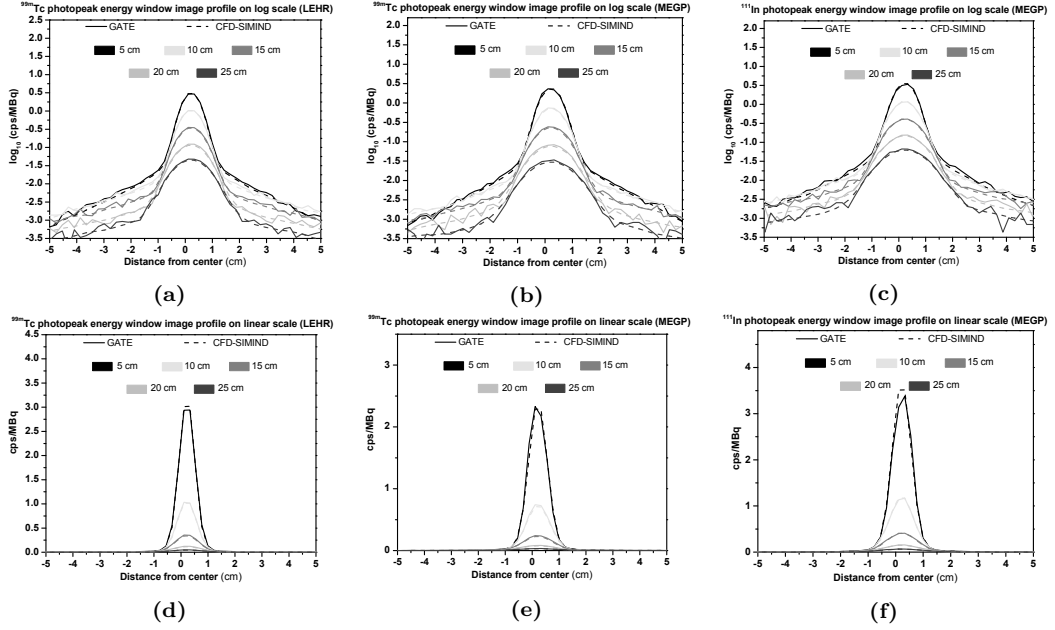 99mTc photopeak energy window image profile on log scale (LEHR)
2.5
2.0
1.5
1.0
0.5
0.0
-0.5
-1.0
-1.5
-2.0
-2.5
-3.0
-3.5
log10 (cps/MBq)
GATE
CFD-SIMIND
5 cm
10 cm
15 cm
20 cm
25 cm
-5 -4 -3 -2 -1 0 1 2 3 4 5
Distance from center (cm)
(a)
99mTc photopeak energy window image profile on log scale (MEGP)
2.5
2.0
1.5
1.0
0.5
0.0
-0.5
-1.0
-1.5
-2.0
-2.5
-3.0
-3.5
log10 (cps/MBq)
GATE
CFD-SIMIND
5 cm
10 cm
15 cm
20 cm
25 cm
-5 -4 -3 -2 -1 0 1 2 3 4 5
Distance from center (cm)
(b)
111In photopeak energy window image profile on log scale (MEGP)
2.0
1.5
1.0
0.5
0.0
-0.5
-1.0
-1.5
-2.0
-2.5
-3.0
-3.5
log10 (cps/MBq)
GATE
CFD-SIMIND
5 cm
10 cm
15 cm
20 cm
25 cm
-5 -4 -3 -2 -1 0 1 2 3 4 5
Distance from center (cm)
(c)
99mTc photopeak energy window image profile on linear scale (LEHR)
4.5
4.0
3.5
3.0
2.5
2.0
1.5
1.0
0.5
0.0
cps/MBq
GATE
CFD-SIMIND
5 cm
10 cm
15 cm
20 cm
25 cm
-5 -4 -3 -2 -1 0 1 2 3 4 5
Distance from center (cm)
(d)
99mTc photopeak energy window image profile on linear scale (MEGP)
3
2
1
0
cps/MBq
GATE
CFD-SIMIND
5 cm
10 cm
15 cm
20 cm
25 cm
-5 -4 -3 -2 -1 0 1 2 3 4 5
Distance from center (cm)
(e)
111In photopeak energy window image profile on linear scale (MEGP)
4
3
2
1
0
cps/MBq
GATE
CFD-SIMIND
5 cm
10 cm
15 cm
20 cm
25 cm
-5 -4 -3 -2 -1 0 1 2 3 4 5
Distance from center (cm)
(f)